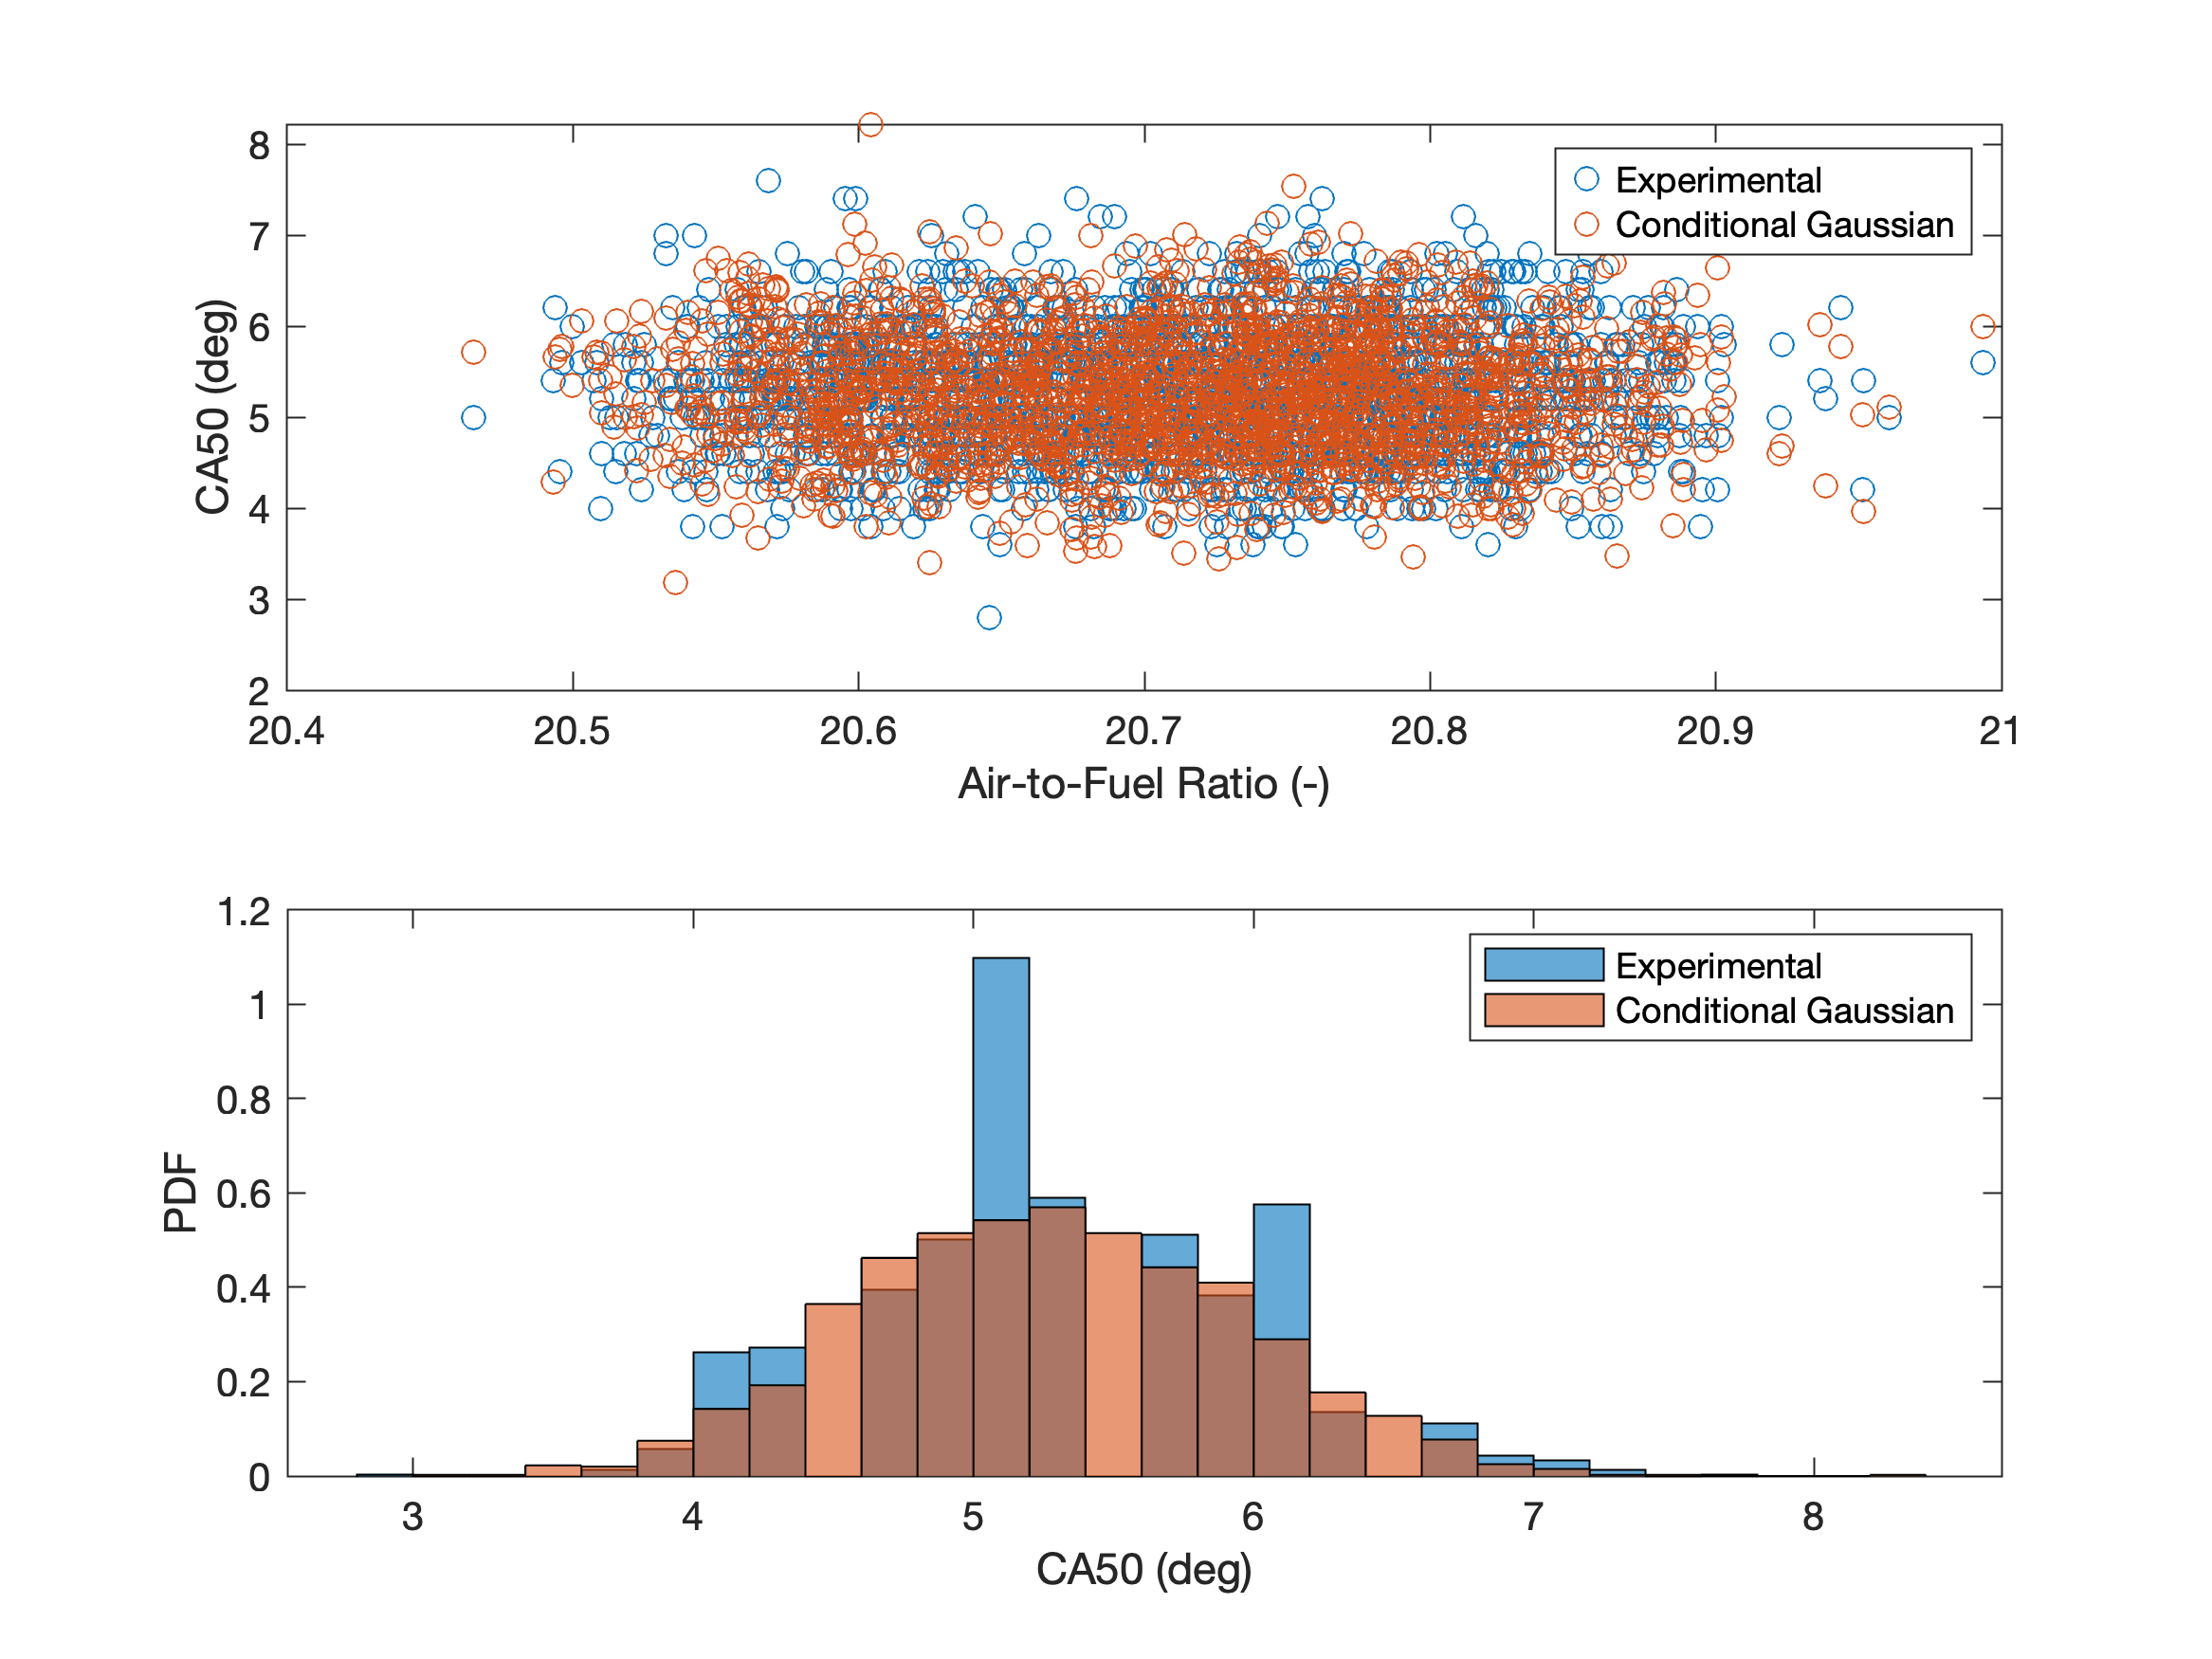 8
7
6
5
4
3
2
CA50 (deg)
Experimental
Conditional Gaussian
20.4 20.5 20.6 20.7 20.8 20.9 21
Air-to-Fuel Ratio (-)
1.2
1
0.8
0.6
0.4
0.2
0
PDF
Experimental
Conditional Gaussian
3 4 5 6 7 8
CA50 (deg)